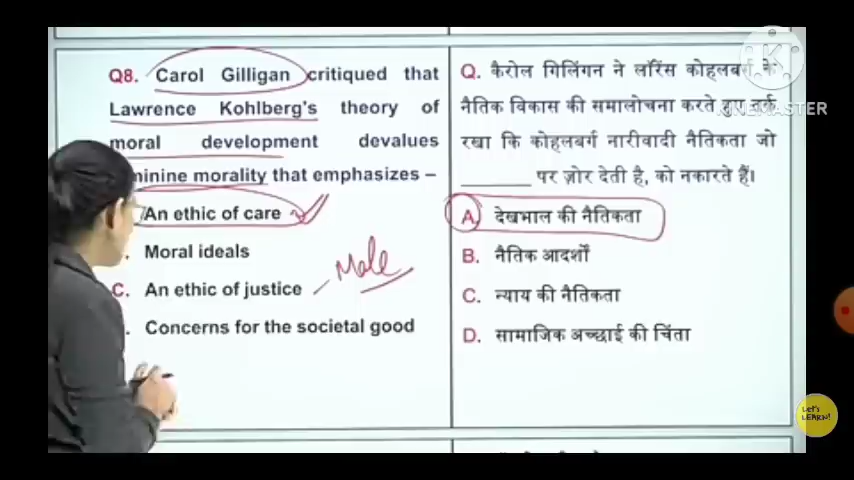 Q8. Carol Gilligan critiqued that
Lawrence Kohlberg's theory of
moral development devalues
minine morality that emphasizes –
An ethic of care
Moral ideals
C. An ethic of justice
Male
Concerns for the societal good
Q. कैरोल गिलिंगन ने लॉरेंस कोहलबर्ग के
नैतिक विकास की समालोचना करते हुए तर्क
रखा कि कोहलबर्ग नारीवादी नैतिकता जो
_______ पर ज़ोर देती है, को नकारते हैं।
A. देखभाल की नैतिकता
B. नैतिक आदर्शों
C. न्याय की नैतिकता
D. सामाजिक अच्छाई की चिंता
K
KINEMASTER
LET'S
LEARN!